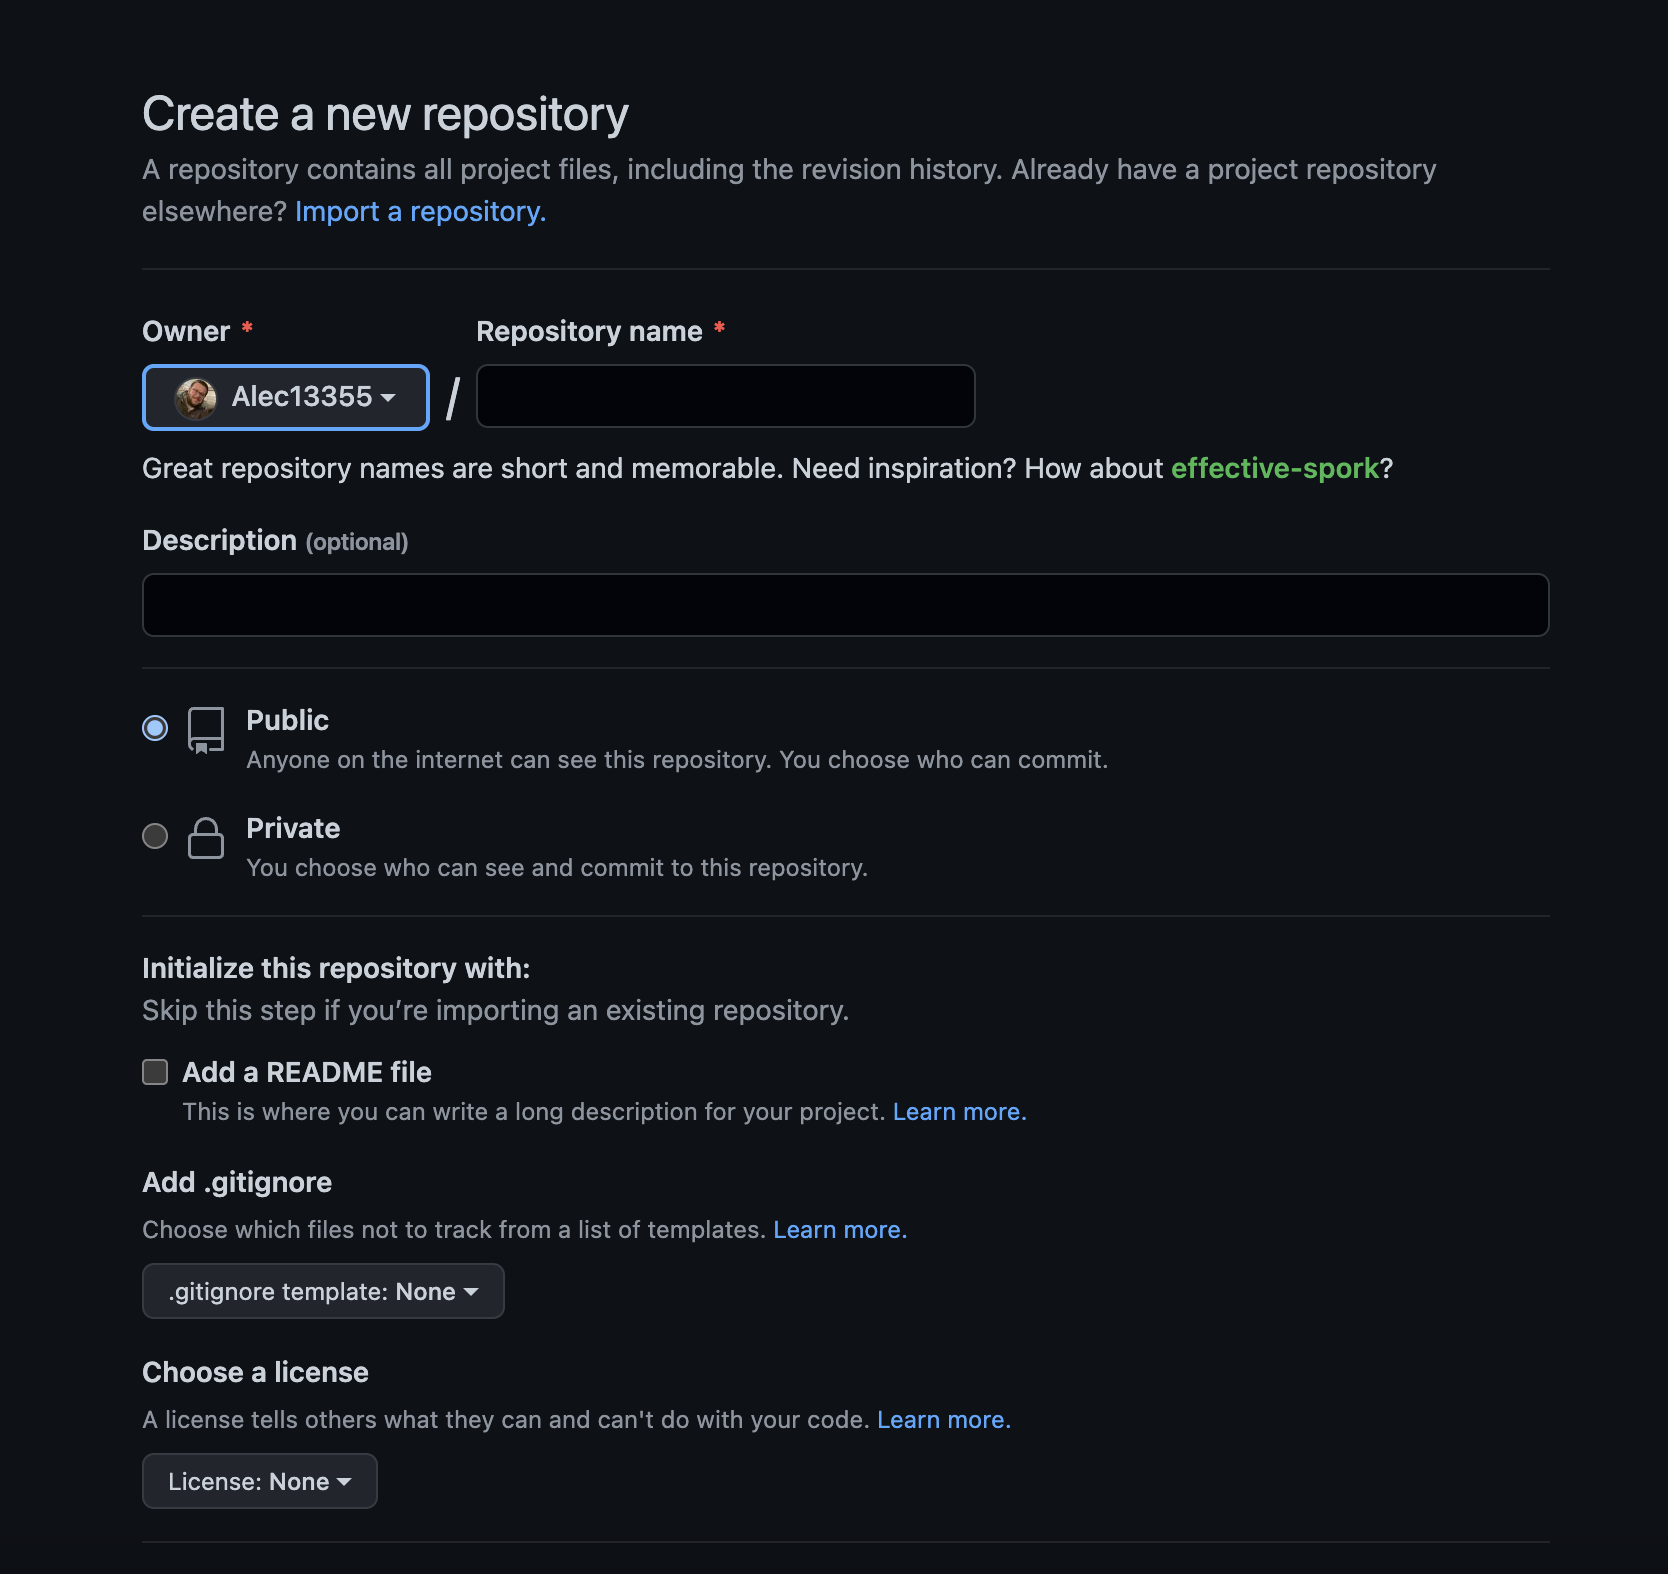 Create a new repository
A repository contains all project files, including the revision history. Already have a project repository
elsewhere? Import a repository.
Owner * Repository name *
Alec13355 /
Great repository names are short and memorable. Need inspiration? How about effective-spork?
Description (optional)
Public
Anyone on the internet can see this repository. You choose who can commit.
Private
You choose who can see and commit to this repository.
Initialize this repository with:
Skip this step if you’re importing an existing repository.
Add a README file
This is where you can write a long description for your project. Learn more.
Add .gitignore
Choose which files not to track from a list of templates. Learn more.
.gitignore template: None
Choose a license
A license tells others what they can and can't do with your code. Learn more.
License: None